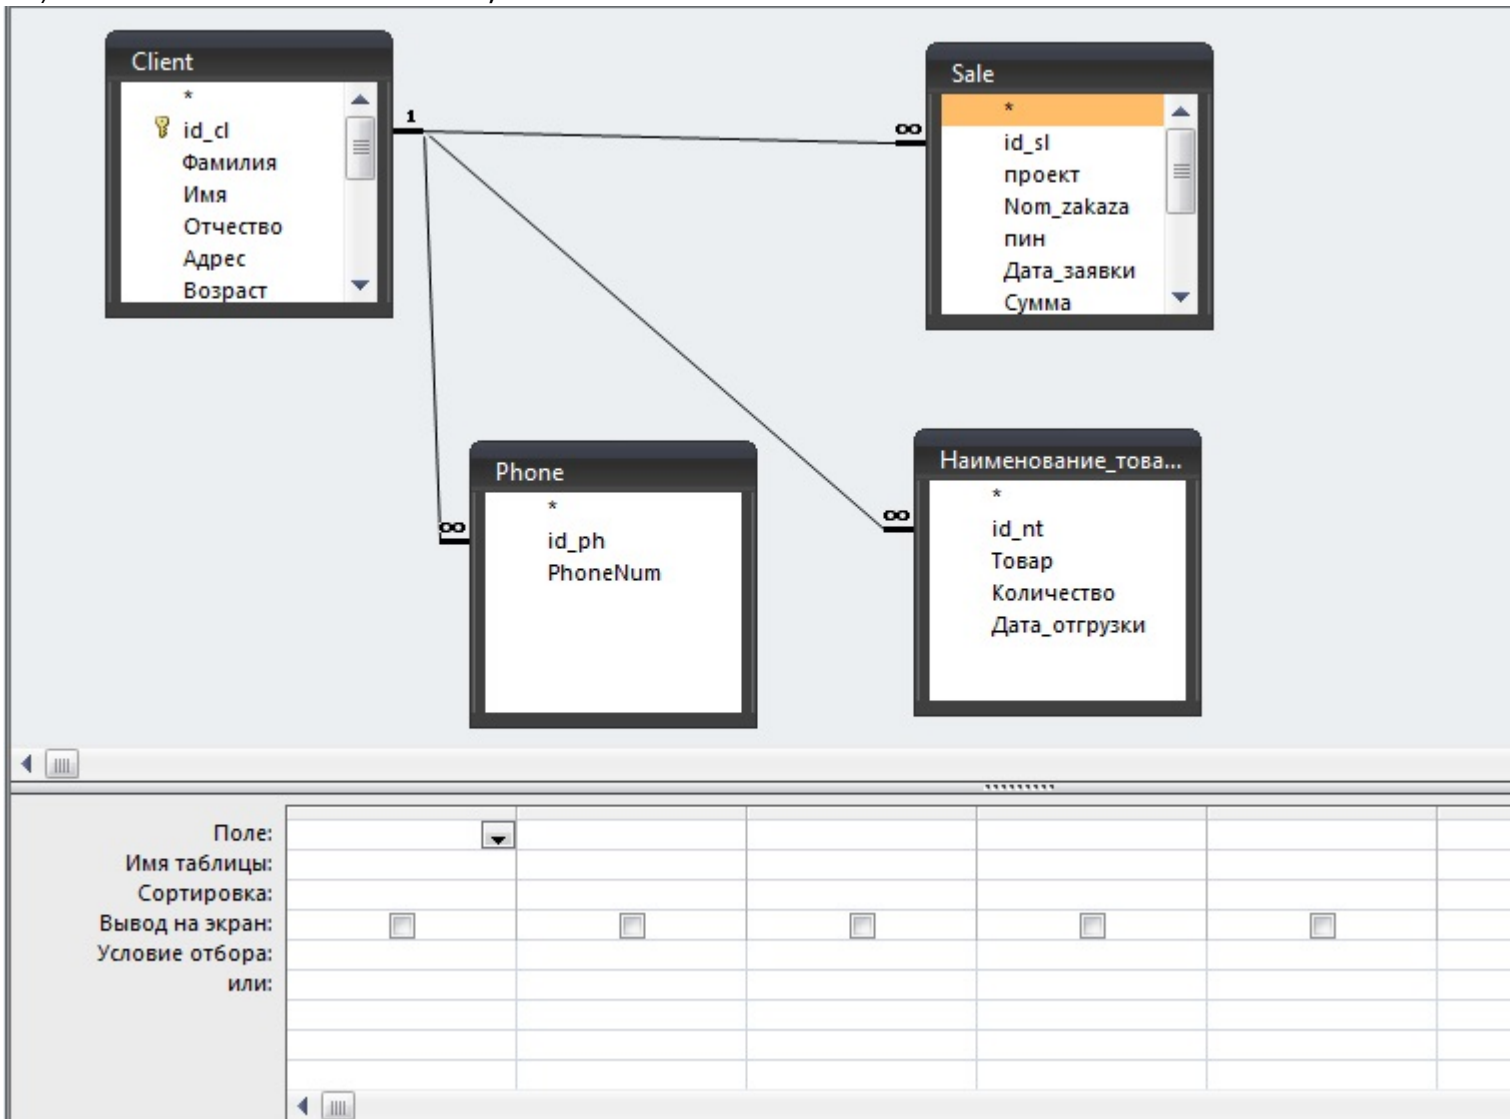 Client
*
id_cl
Фамилия
Имя
Отчество
Адрес
Возраст
1
∞
Sale
*
id_sl
проект
Nom_zakaza
пин
Дата_заявки
Сумма
Phone
*
id_ph
PhoneNum
∞
Наименование_това...
*
id_nt
Товар
Количество
Дата_отгрузки
∞
Поле:
Имя таблицы:
Сортировка:
Вывод на экран:
Условие отбора:
или: